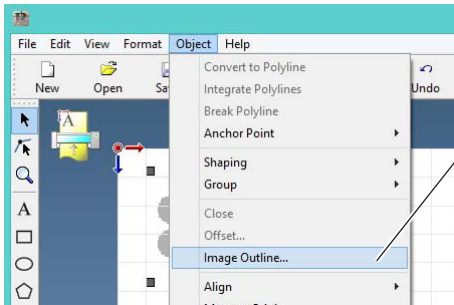 File Edit View Format Object Help
New Open Sa Undo
Convert to Polyline
Integrate Polylines
Break Polyline
Anchor Point
Shaping
Group
Close
Offset...
Image Outline...
Align
A
A